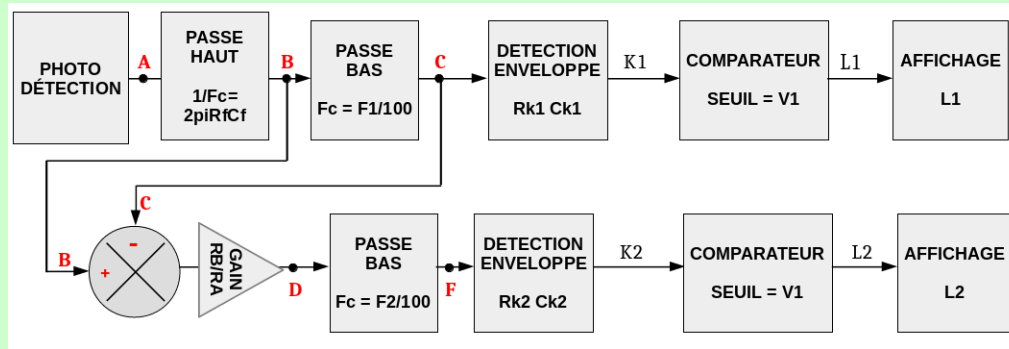 PHOTO
DÉTECTION
A
PASSE
HAUT
1/Fc=
2piRfCf
B
PASSE
BAS
Fc = F1/100
C
DETECTION
ENVELOPPE
Rk1 Ck1
K1
COMPARATEUR
SEUIL = V1
L1
AFFICHAGE
L1
C
B
-
+
GAIN
RB/RA
D
PASSE
BAS
Fc = F2/100
F
DETECTION
ENVELOPPE
Rk2 Ck2
K2
COMPARATEUR
SEUIL = V1
L2
AFFICHAGE
L2